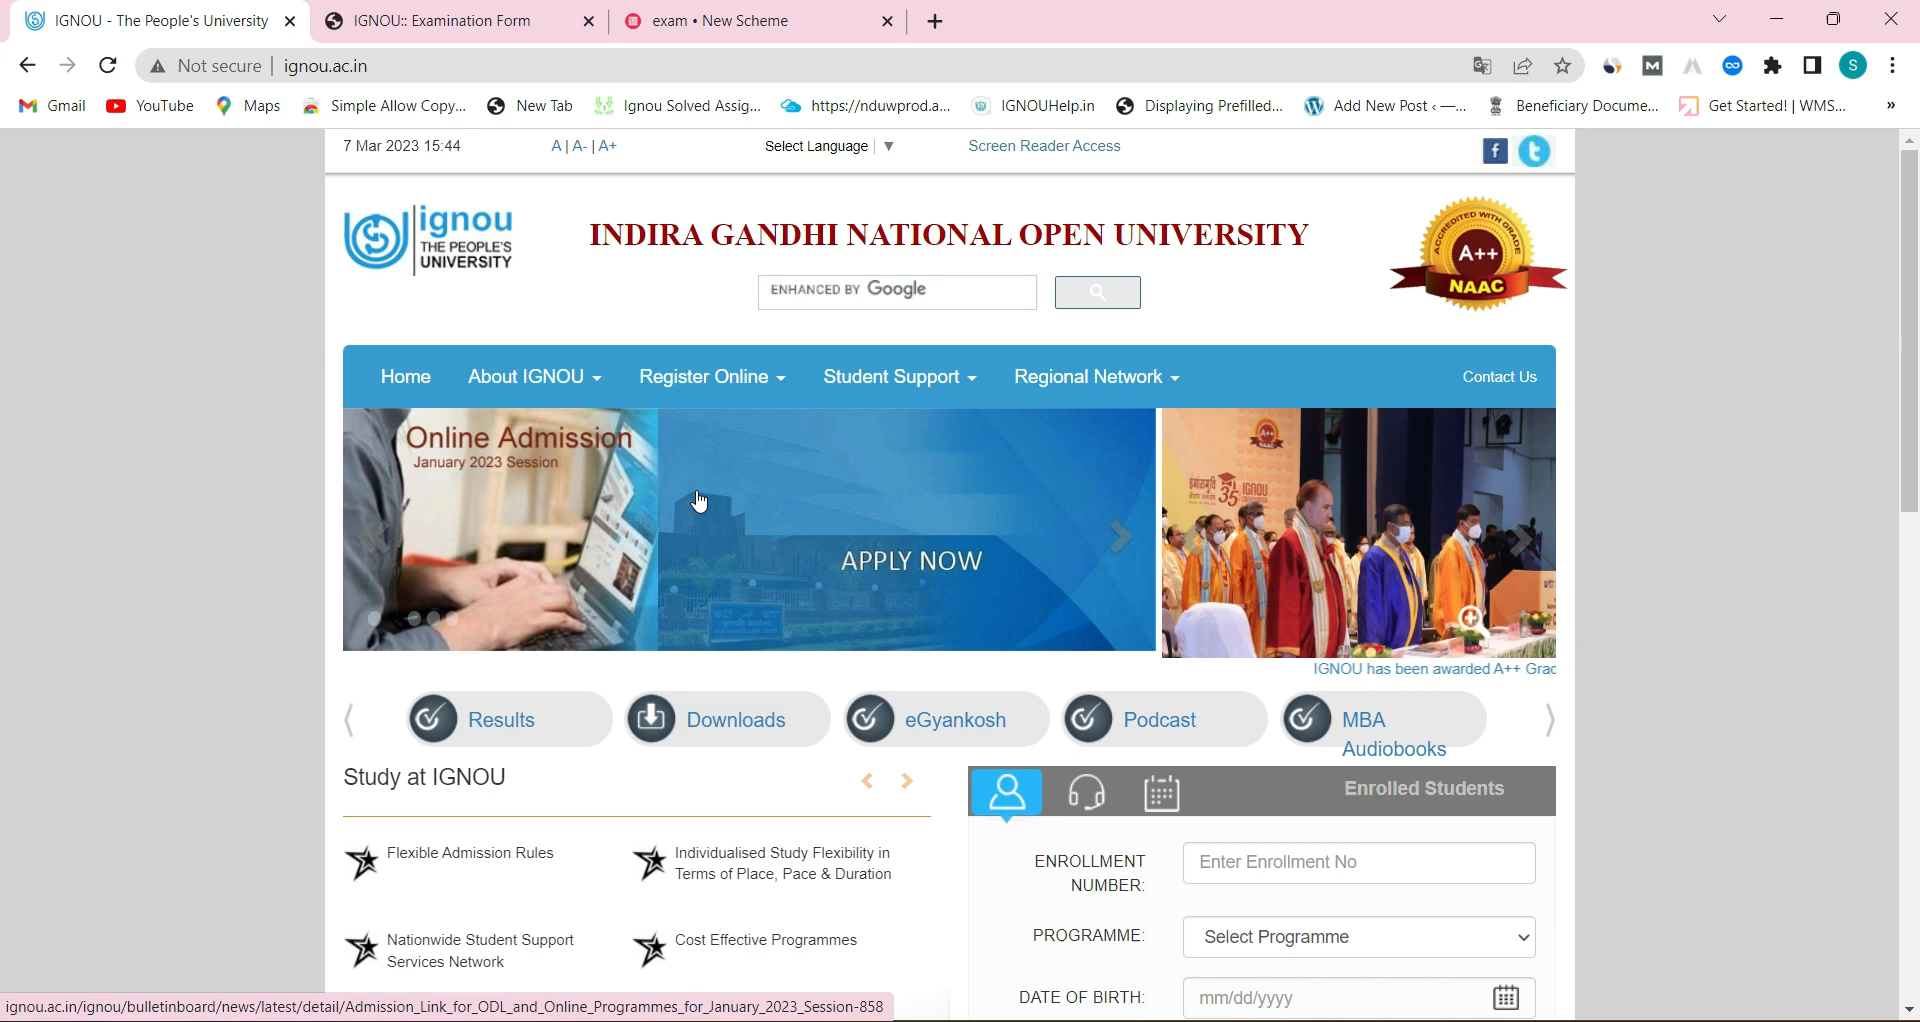 IGNOU - The People's University
IGNOU:: Examination Form
exam • New Scheme
Not secure | ignou.ac.in
Gmail
YouTube
Maps
Simple Allow Copy...
New Tab
Ignou Solved Assig...
https://nduwprod.a...
IGNOUHelp.in
Displaying Prefilled...
Add New Post ‹ —...
Beneficiary Docume...
Get Started! | WMS...
»
7 Mar 2023 15:44
A | A- | A+
Select Language
Screen Reader Access
ignou
THE PEOPLE'S
UNIVERSITY
INDIRA GANDHI NATIONAL OPEN UNIVERSITY
ENHANCED BY Google
ACCREDITED WITH GRADE
A++
NAAC
Home
About IGNOU
Register Online
Student Support
Regional Network
Contact Us
Online Admission
January 2023 Session
APPLY NOW
IGNOU has been awarded A++ Grad
Results
Downloads
eGyankosh
Podcast
MBA
Audiobooks
Study at IGNOU
Flexible Admission Rules
Individualised Study Flexibility in
Terms of Place, Pace & Duration
Nationwide Student Support
Services Network
Cost Effective Programmes
Enrolled Students
ENROLLMENT
NUMBER:
Enter Enrollment No
PROGRAMME:
Select Programme
DATE OF BIRTH:
mm/dd/yyyy
ignou.ac.in/ignou/bulletinboard/news/latest/detail/Admission_Link_for_ODL_and_Online_Programmes_for_January_2023_Session-858